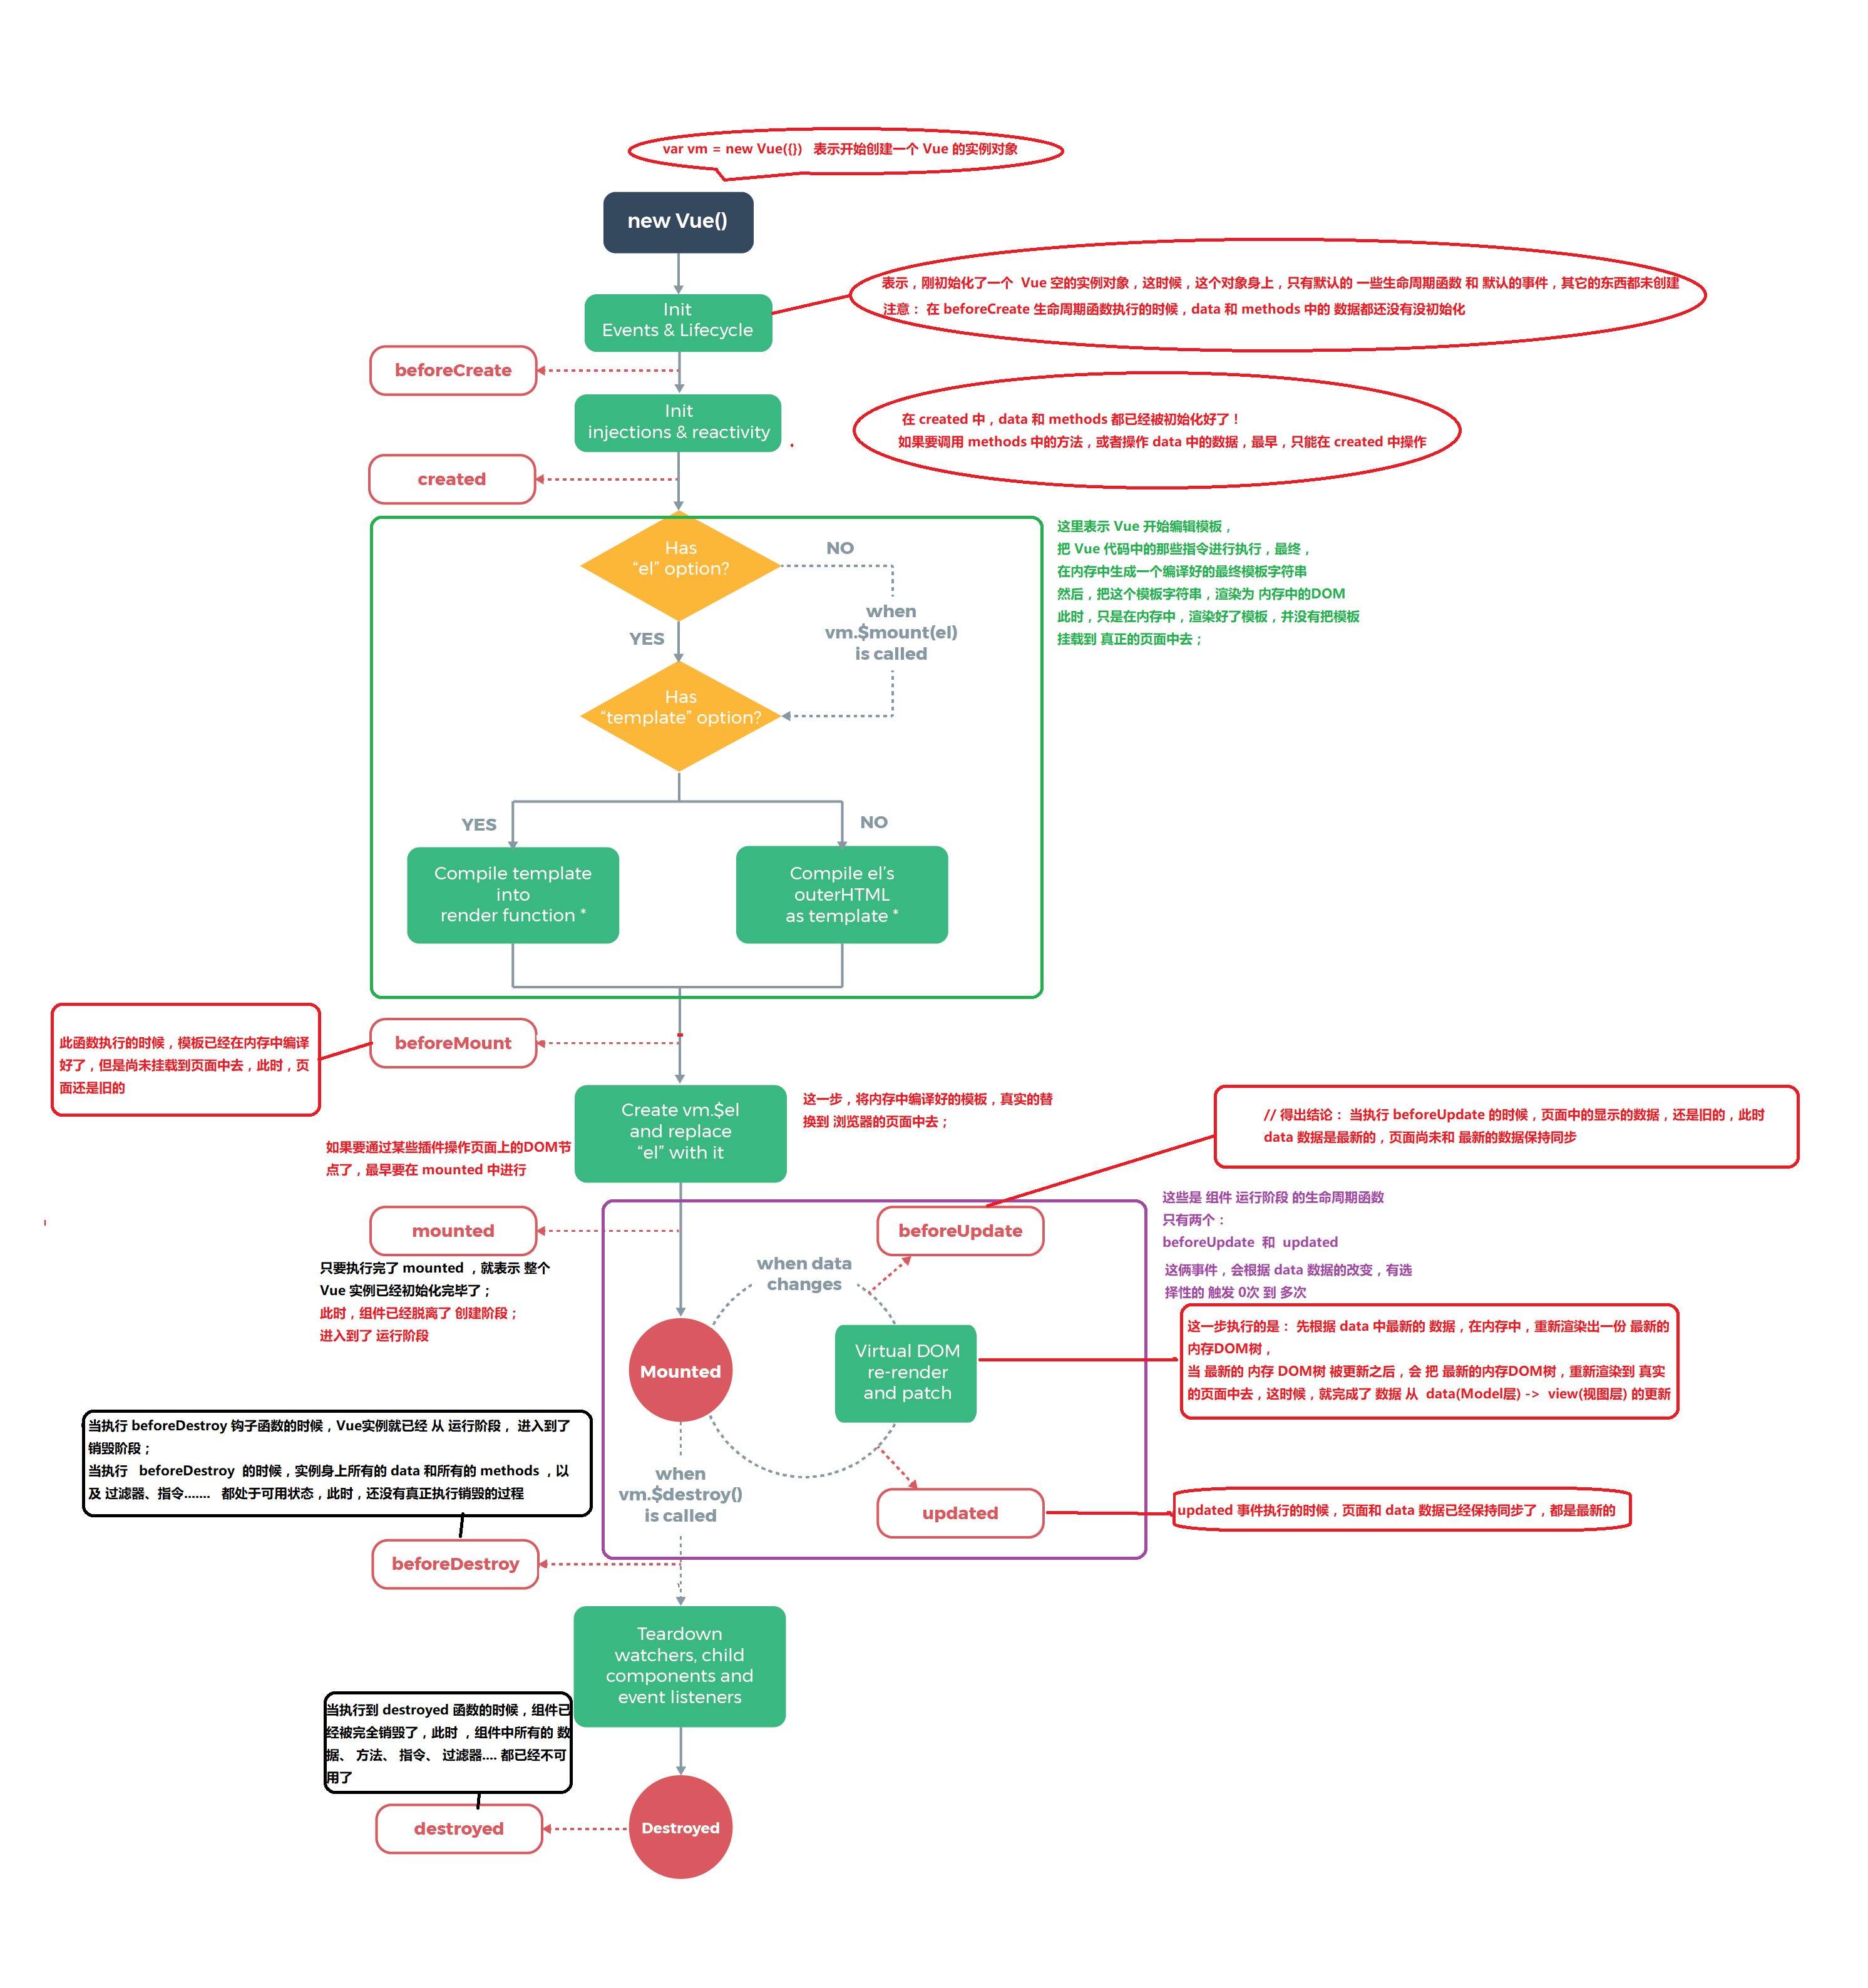 var vm = new Vue({}) 表示开始创建一个 Vue 的实例对象
new Vue()
Init
Events & Lifecycle
表示，刚初始化了一个 Vue 空的实例对象，这时候，这个对象身上，只有默认的 一些生命周期函数 和 默认的事件，其它的东西都未创建
注意： 在 beforeCreate 生命周期函数执行的时候，data 和 methods 中的 数据都还没有没初始化
beforeCreate
Init
injections & reactivity
在 created 中，data 和 methods 都已经被初始化好了！
如果要调用 methods 中的方法，或者操作 data 中的数据，最早，只能在 created 中操作
created
Has
“el” option?
NO
when
vm.$mount(el)
is called
YES
这里表示 Vue 开始编辑模板，
把 Vue 代码中的那些指令进行执行，最终，
在内存中生成一个编译好的最终模板字符串
然后，把这个模板字符串，渲染为 内存中的DOM
此时，只是在内存中，渲染好了模板，并没有把模板
挂载到 真正的页面中去；
Has
“template” option?
YES
NO
Compile template
into
render function *
Compile el’s
outerHTML
as template *
此函数执行的时候，模板已经在内存中编译
好了，但是尚未挂载到页面中去，此时，页
面还是旧的
beforeMount
Create vm.$el
and replace
“el” with it
这一步，将内存中编译好的模板，真实的替
换到 浏览器的页面中去；
// 得出结论： 当执行 beforeUpdate 的时候，页面中的显示的数据，还是旧的，此时
data 数据是最新的，页面尚未和 最新的数据保持同步
如果要通过某些插件操作页面上的DOM节
点了，最早要在 mounted 中进行
mounted
只要执行完了 mounted ，就表示 整个
Vue 实例已经初始化完毕了；
此时，组件已经脱离了 创建阶段；
进入到了 运行阶段
beforeUpdate
when data
changes
这些是 组件 运行阶段 的生命周期函数
只有两个：
beforeUpdate 和 updated
这俩事件，会根据 data 数据的改变，有选
择性的 触发 0次 到 多次
Mounted
Virtual DOM
re-render
and patch
这一步执行的是： 先根据 data 中最新的 数据，在内存中，重新渲染出一份 最新的
内存DOM树，
当 最新的 内存 DOM树 被更新之后，会 把 最新的内存DOM树，重新渲染到 真实
的页面中去，这时候，就完成了 数据 从 data(Model层) -> view(视图层) 的更新
当执行 beforeDestroy 钩子函数的时候，Vue实例就已经 从 运行阶段， 进入到了
销毁阶段；
当执行 beforeDestroy 的时候，实例身上所有的 data 和所有的 methods ，以
及 过滤器、指令....... 都处于可用状态，此时，还没有真正执行销毁的过程
when
vm.$destroy()
is called
updated
updated 事件执行的时候，页面和 data 数据已经保持同步了，都是最新的
beforeDestroy
Teardown
watchers, child
components and
event listeners
当执行到 destroyed 函数的时候，组件已
经被完全销毁了，此时 ，组件中所有的 数
据、 方法、 指令、 过滤器.... 都已经不可
用了
destroyed
Destroyed